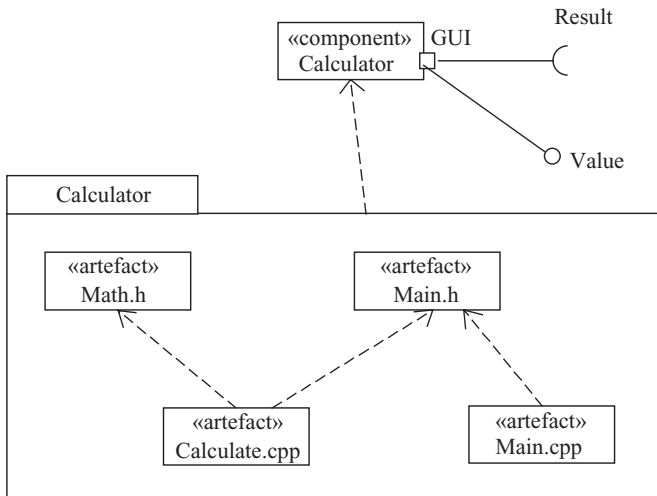 Result
«component»
Calculator
GUI
Value
Calculator
«artefact»
Math.h
«artefact»
Main.h
«artefact»
Calculate.cpp
«artefact»
Main.cpp